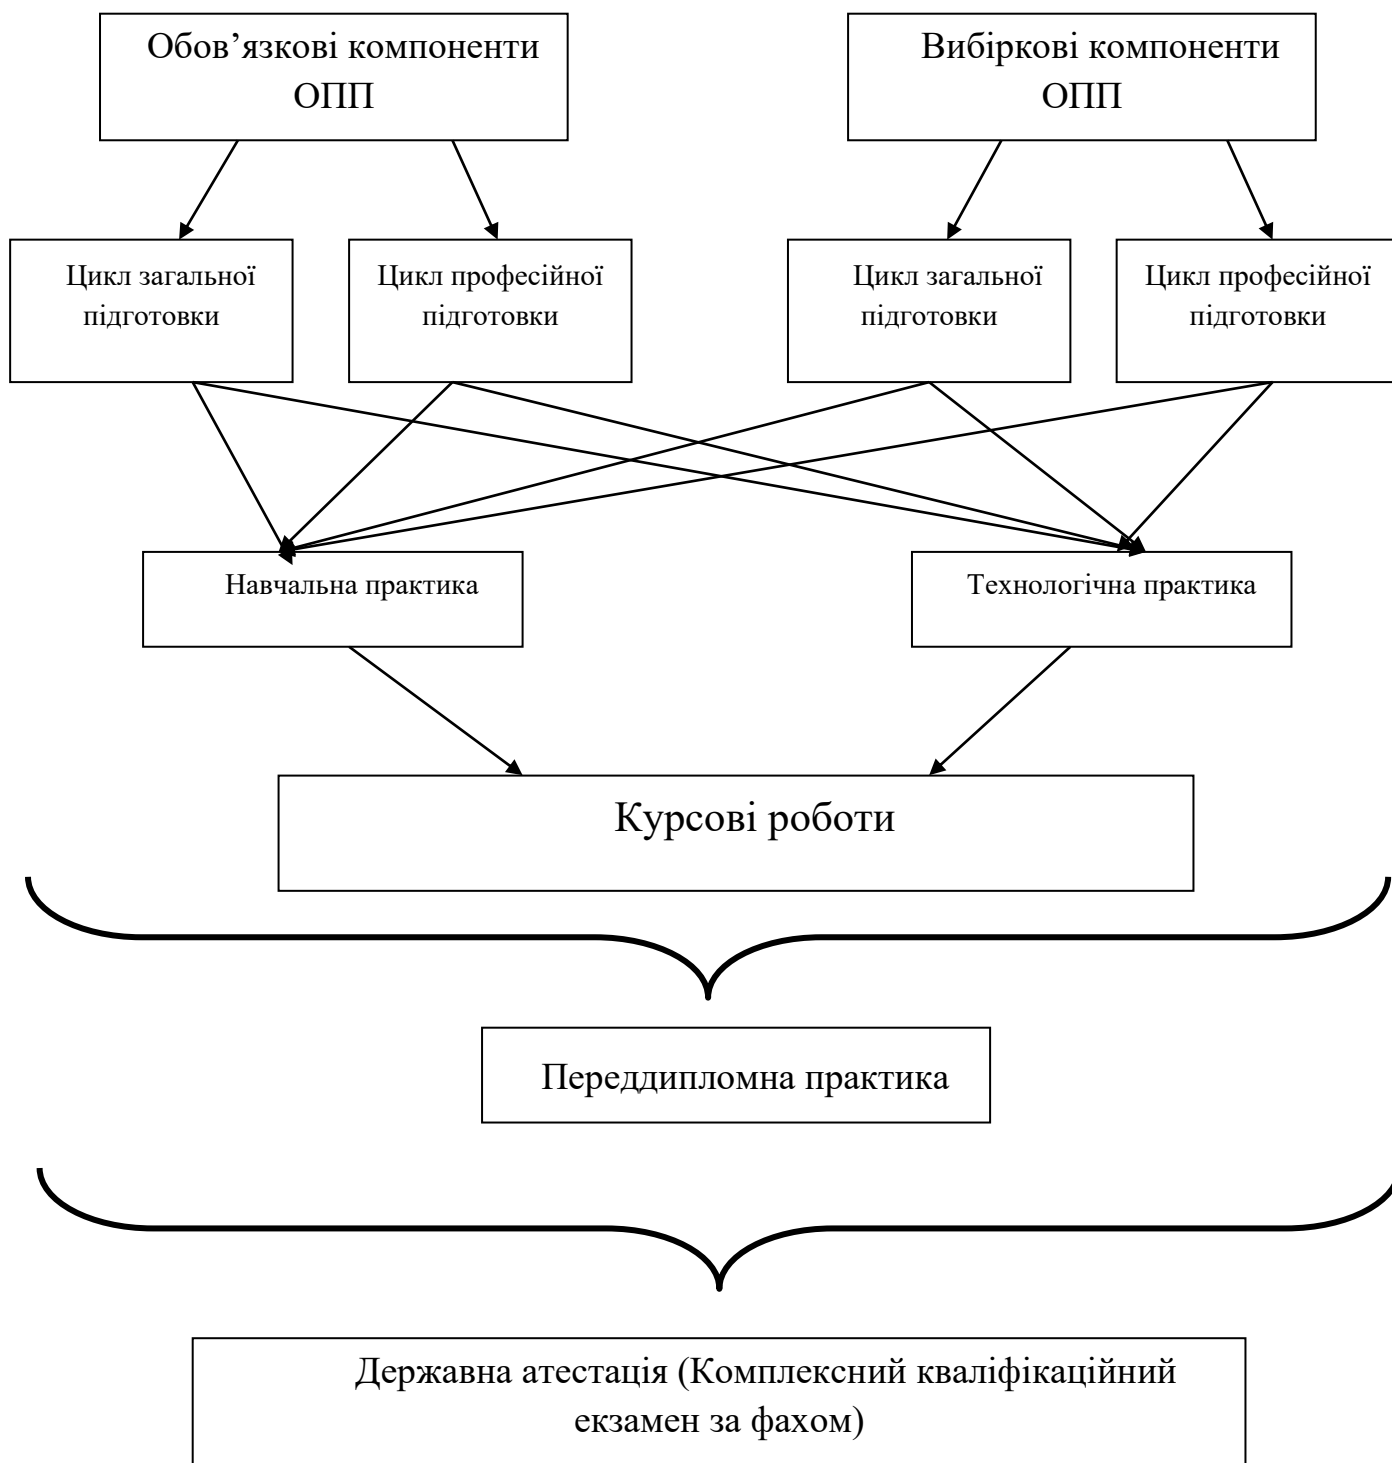 Обов’язкові компоненти
ОПП
Вибіркові компоненти
ОПП
Цикл загальної
підготовки
Цикл професійної
підготовки
Цикл загальної
підготовки
Цикл професійної
підготовки
Навчальна практика
Технологічна практика
Курсові роботи
Переддипломна практика
Державна атестація (Комплексний кваліфікаційний
екзамен за фахом)